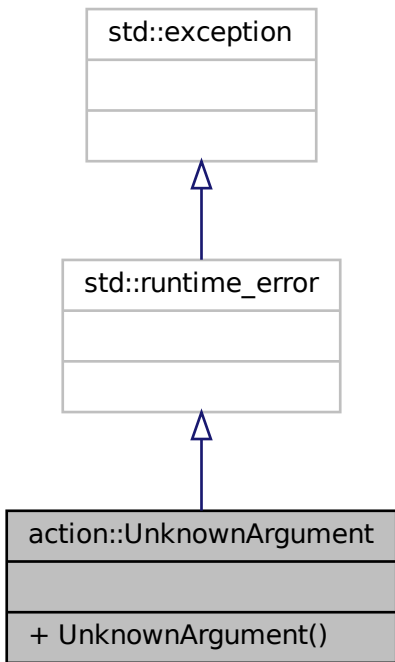 std::exception
std::runtime_error
action::UnknownArgument
+ UnknownArgument()